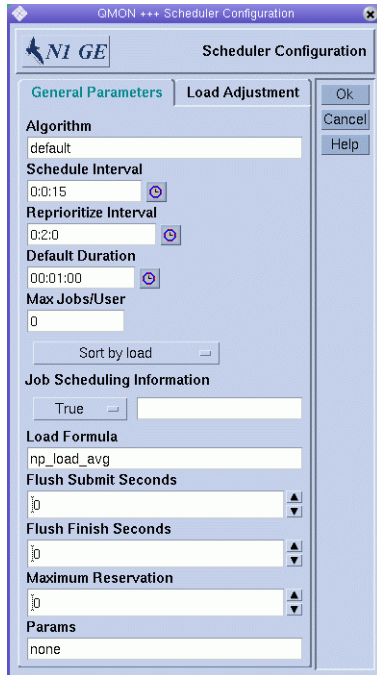 QMON +++ Scheduler Configuration
N1 GE
Scheduler Configuration
General Parameters
Load Adjustment
Ok
Cancel
Help
Algorithm
default
Schedule Interval
0:0:15
Reprioritize Interval
0:2:0
Default Duration
00:01:00
Max Jobs/User
0
Sort by load
Job Scheduling Information
True
Load Formula
np_load_avg
Flush Submit Seconds
0
Flush Finish Seconds
0
Maximum Reservation
0
Params
none